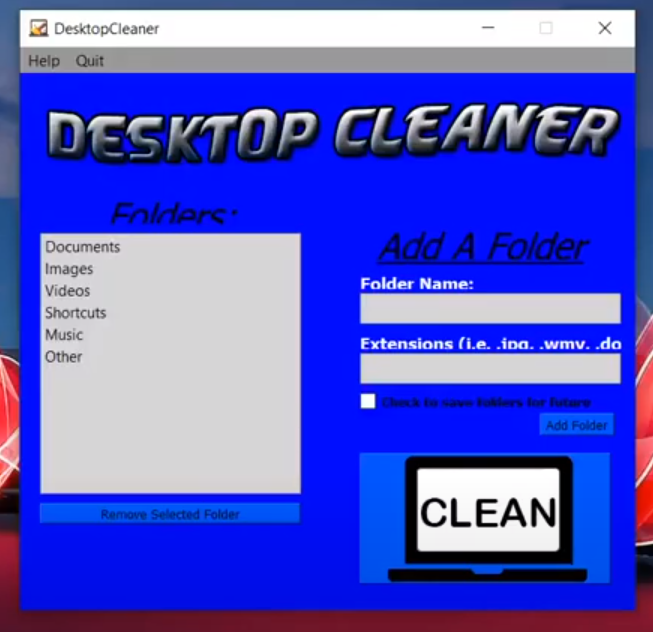 DesktopCleaner
Help Quit
DESKTOP CLEANER
Folders:
Documents
Images
Videos
Shortcuts
Music
Other
Remove Selected Folder
Add A Folder
Folder Name:
Extensions (i.e. .jpg, .wmv, .do
Check to save folders for future
Add Folder
CLEAN